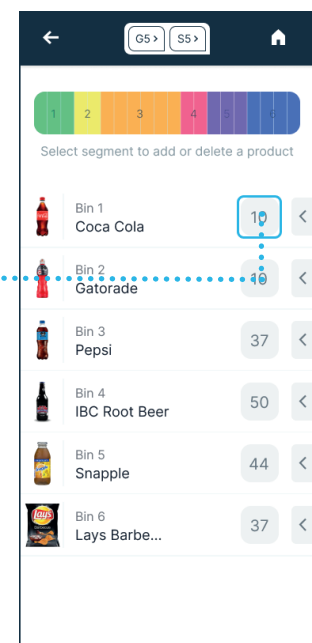 G5 › S5 ›
1 2 3 4 5 6
Select segment to add or delete a product
Bin 1
Coca Cola
10
Bin 2
Gatorade
10
Bin 3
Pepsi
37
Bin 4
IBC Root Beer
50
Bin 5
Snapple
44
Lay's
Bin 6
Lays Barbe...
37